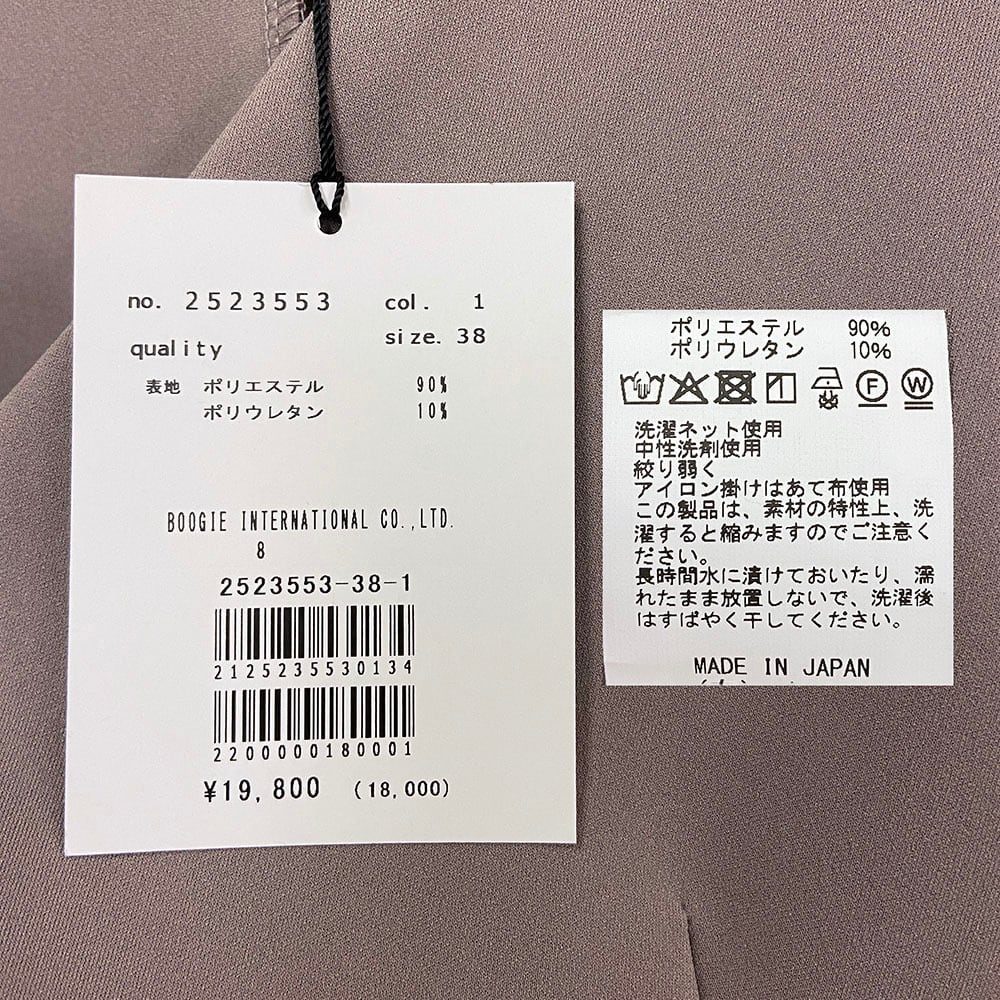 no. 2523553 col. 1
size. 38
quality
表地 ポリエステル 90%
ポリウレタン 10%
BOOGIE INTERNATIONAL CO.,LTD.
8
2523553-38-1
2125235530134
2200000180001
¥19,800 (18,000)
ポリエステル 90%
ポリウレタン 10%
F W
洗濯ネット使用
中性洗剤使用
絞り弱く
アイロン掛けはあて布使用
この製品は、素材の特性上、洗
濯すると縮みますのでご注意く
ださい。
長時間水に漬けておいたり、濡
れたまま放置しないで、洗濯後
はすばやく干してください。
MADE IN JAPAN